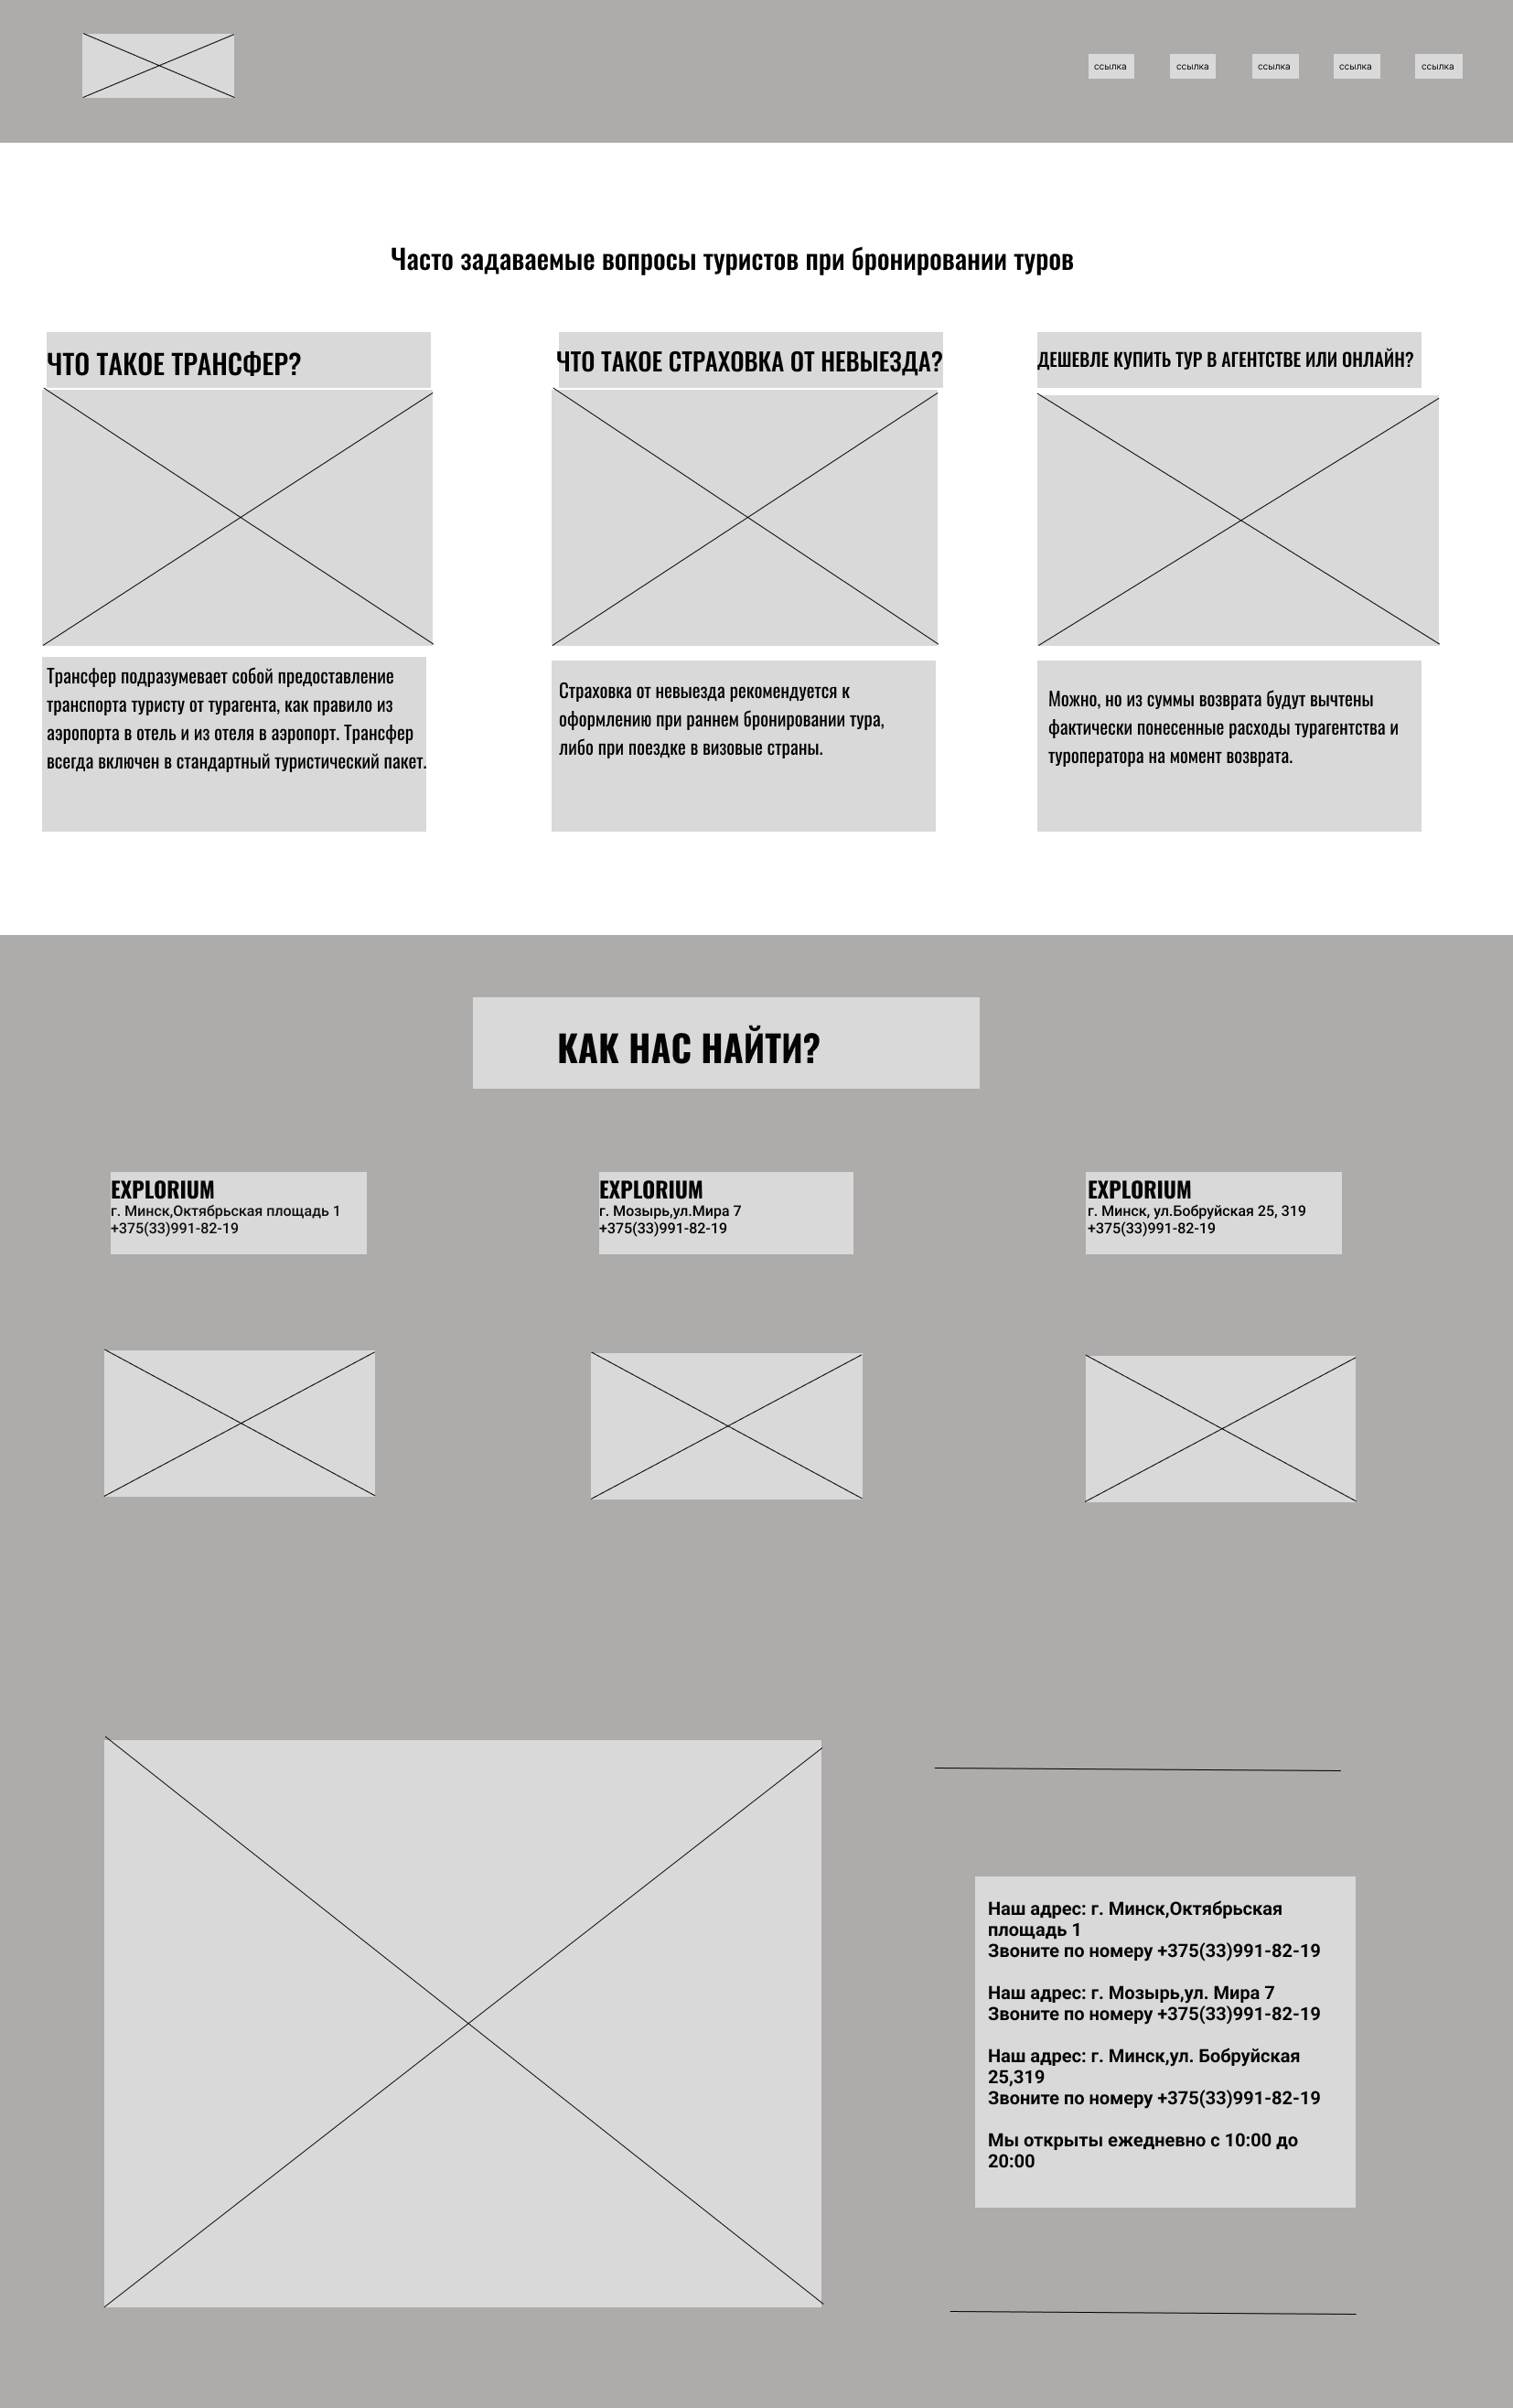 ссылка
ссылка
ссылка
ссылка
ссылка
Часто задаваемые вопросы туристов при бронировании туров
ЧТО ТАКОЕ ТРАНСФЕР?
ЧТО ТАКОЕ СТРАХОВКА ОТ НЕВЫЕЗДА?
ДЕШЕВЛЕ КУПИТЬ ТУР В АГЕНТСТВЕ ИЛИ ОНЛАЙН?
Трансфер подразумевает собой предоставление
транспорта туристу от турагента, как правило из
аэропорта в отель и из отеля в аэропорт. Трансфер
всегда включен в стандартный туристический пакет.
Страховка от невыезда рекомендуется к
оформлению при раннем бронировании тура,
либо при поездке в визовые страны.
Можно, но из суммы возврата будут вычтены
фактически понесенные расходы турагентства и
туроператора на момент возврата.
КАК НАС НАЙТИ?
EXPLORIUM
г. Минск,Октябрьская площадь 1
+375(33)991-82-19
EXPLORIUM
г. Мозырь,ул.Мира 7
+375(33)991-82-19
EXPLORIUM
г. Минск, ул.Бобруйская 25, 319
+375(33)991-82-19
Наш адрес: г. Минск,Октябрьская
площадь 1
Звоните по номеру +375(33)991-82-19
Наш адрес: г. Мозырь,ул. Мира 7
Звоните по номеру +375(33)991-82-19
Наш адрес: г. Минск,ул. Бобруйская
25,319
Звоните по номеру +375(33)991-82-19
Мы открыты ежедневно с 10:00 до
20:00